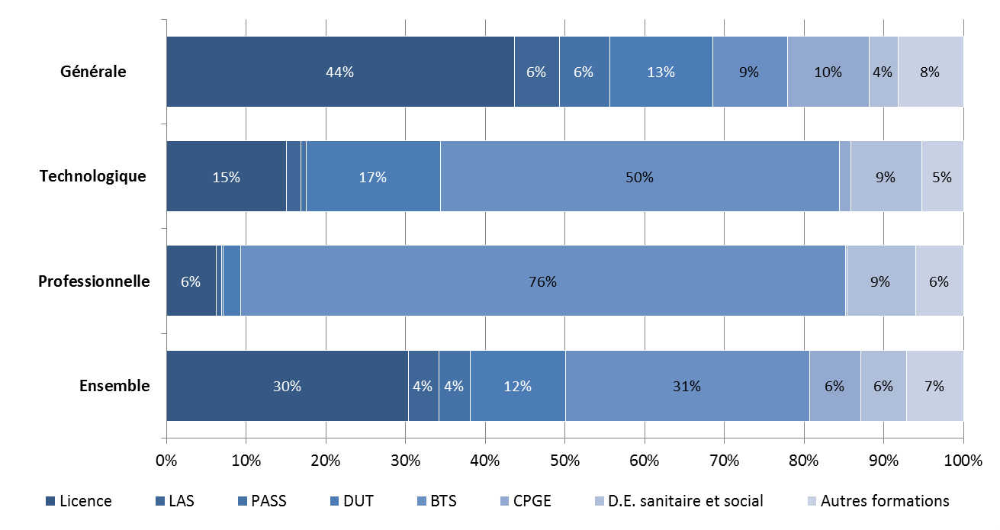 Générale 44% 6% 6% 13% 9% 10% 4% 8%
Technologique 15% 17% 50% 9% 5%
Professionnelle 6% 76% 9% 6%
Ensemble 30% 4% 4% 12% 31% 6% 6% 7%
0% 10% 20% 30% 40% 50% 60% 70% 80% 90% 100%
Licence LAS PASS DUT BTS CPGE D.E. sanitaire et social Autres formations